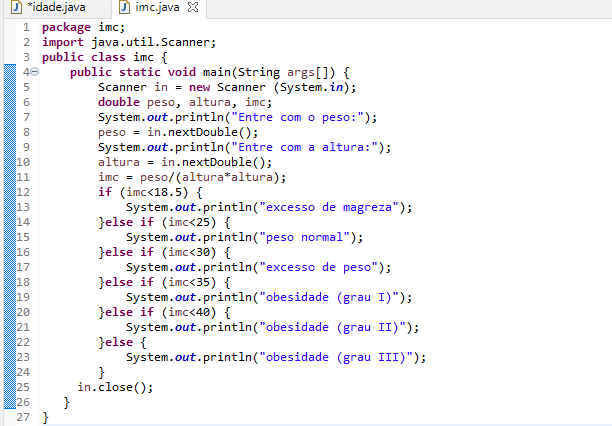 *idade.java imc.java
1 package imc;
2 import java.util.Scanner;
3 public class imc {
4 public static void main(String args[]) {
5 Scanner in = new Scanner (System.in);
6 double peso, altura, imc;
7 System.out.println("Entre com o peso:");
8 peso = in.nextDouble();
9 System.out.println("Entre com a altura:");
10 altura = in.nextDouble();
11 imc = peso/(altura*altura);
12 if (imc<18.5) {
13 System.out.println("excesso de magreza");
14 }else if (imc<25) {
15 System.out.println("peso normal");
16 }else if (imc<30) {
17 System.out.println("excesso de peso");
18 }else if (imc<35) {
19 System.out.println("obesidade (grau I)");
20 }else if (imc<40) {
21 System.out.println("obesidade (grau II)");
22 }else {
23 System.out.println("obesidade (grau III)");
24 }
25 in.close();
26 }
27 }